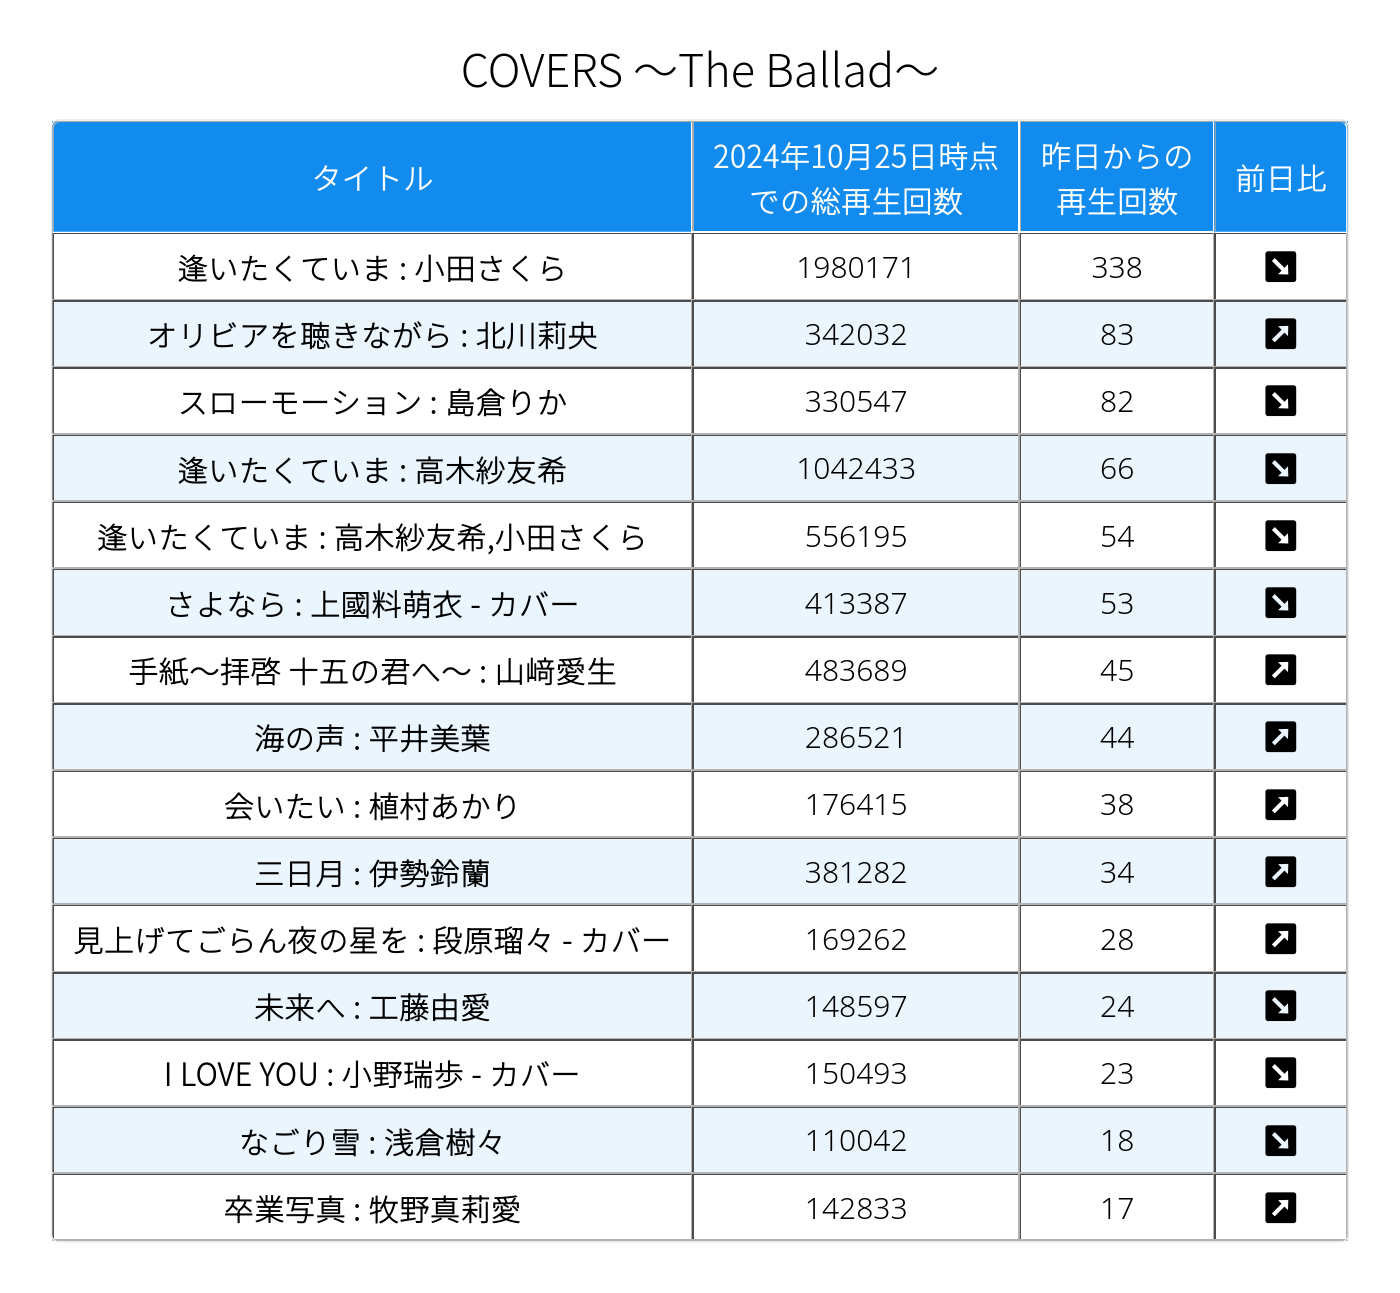 COVERS ～The Ballad～
タイトル 2024年10月25日時点での総再生回数 昨日からの再生回数 前日比
逢いたくていま : 小田さくら 1980171 338 ↘
オリビアを聴きながら : 北川莉央 342032 83 ↗
スローモーション : 島倉りか 330547 82 ↘
逢いたくていま : 高木紗友希 1042433 66 ↘
逢いたくていま : 高木紗友希,小田さくら 556195 54 ↘
さよなら : 上國料萌衣 - カバー 413387 53 ↘
手紙～拝啓 十五の君へ～ : 山﨑愛生 483689 45 ↗
海の声 : 平井美葉 286521 44 ↗
会いたい : 植村あかり 176415 38 ↗
三日月 : 伊勢鈴蘭 381282 34 ↗
見上げてごらん夜の星を : 段原瑠々 - カバー 169262 28 ↗
未来へ : 工藤由愛 148597 24 ↘
I LOVE YOU : 小野瑞歩 - カバー 150493 23 ↘
なごり雪 : 浅倉樹々 110042 18 ↘
卒業写真 : 牧野真莉愛 142833 17 ↗